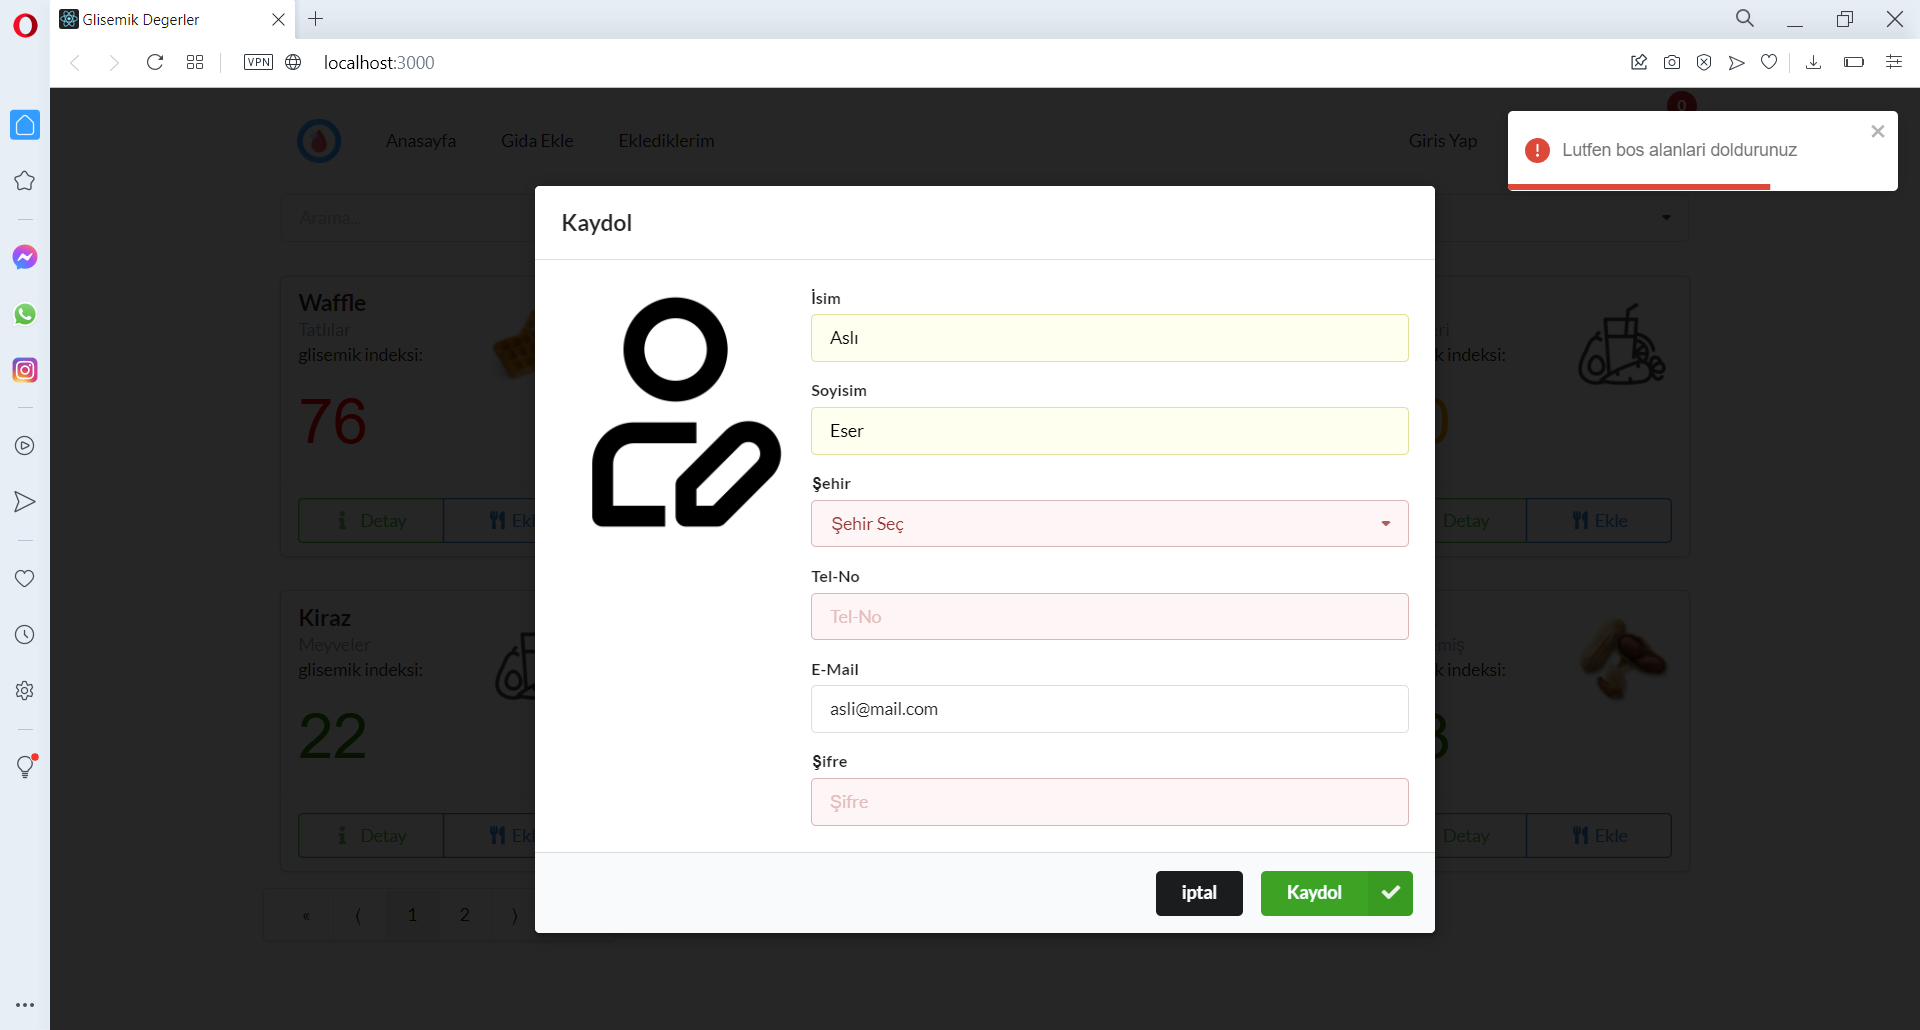 Glisemik Degerler
VPN
localhost:3000
Anasayfa
Gida Ekle
Eklediklerim
Giris Yap
0
Lutfen bos alanlari doldurunuz
Arama...
Kaydol
İsim
Aslı
Soyisim
Eser
Şehir
Şehir Seç
Tel-No
Tel-No
E-Mail
asli@mail.com
Şifre
Şifre
iptal
Kaydol
Waffle
Tatlılar
glisemik indeksi:
76
Detay
Ekl
ri
k indeksi:
Detay
Ekle
Kiraz
Meyveler
glisemik indeksi:
22
Detay
Ekl
miş
k indeksi:
Detay
Ekle
«
⟨
1
2
⟩